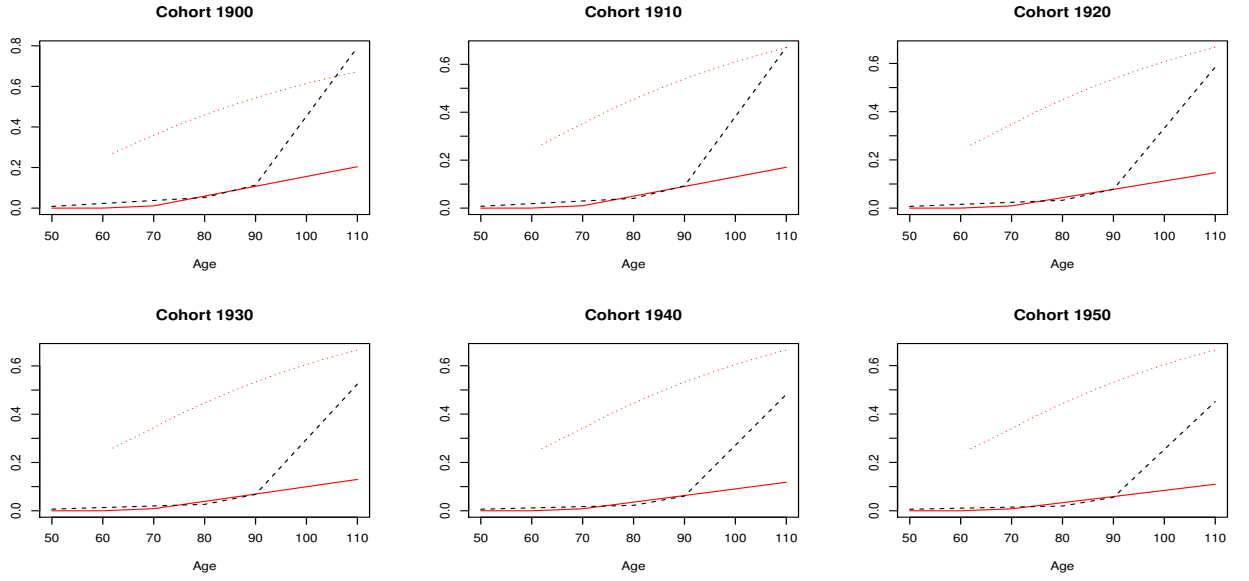 Cohort 1900
Cohort 1910
Cohort 1920
0.0 0.2 0.4 0.6 0.8
0.0 0.2 0.4 0.6
0.0 0.2 0.4 0.6
50 60 70 80 90 100 110
50 60 70 80 90 100 110
50 60 70 80 90 100 110
Age
Age
Age
Cohort 1930
Cohort 1940
Cohort 1950
0.0 0.2 0.4 0.6
0.0 0.2 0.4 0.6
0.0 0.2 0.4 0.6
50 60 70 80 90 100 110
50 60 70 80 90 100 110
50 60 70 80 90 100 110
Age
Age
Age